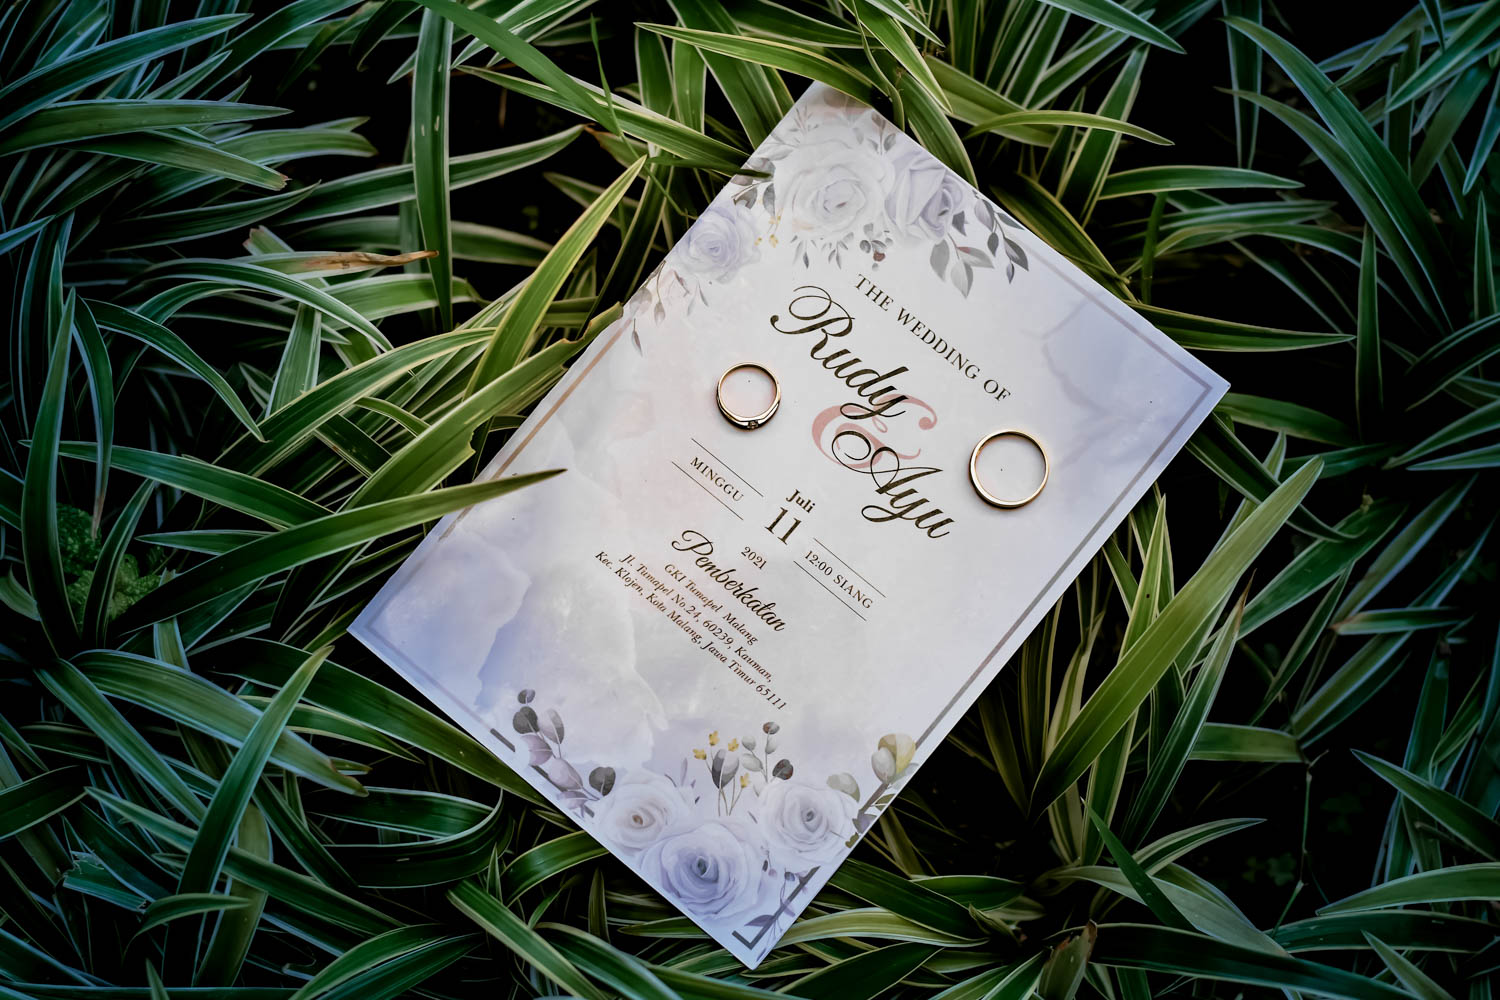 THE WEDDING OF
Rudy
&
Ayu
MINGGU
Juli
11
2021
12:00 SIANG
Pemberkatan
GKI Tumapel Malang
Jl. Tumapel No.24, 60239, Kauman,
Kec. Klojen, Kota Malang, Jawa Timur 65111